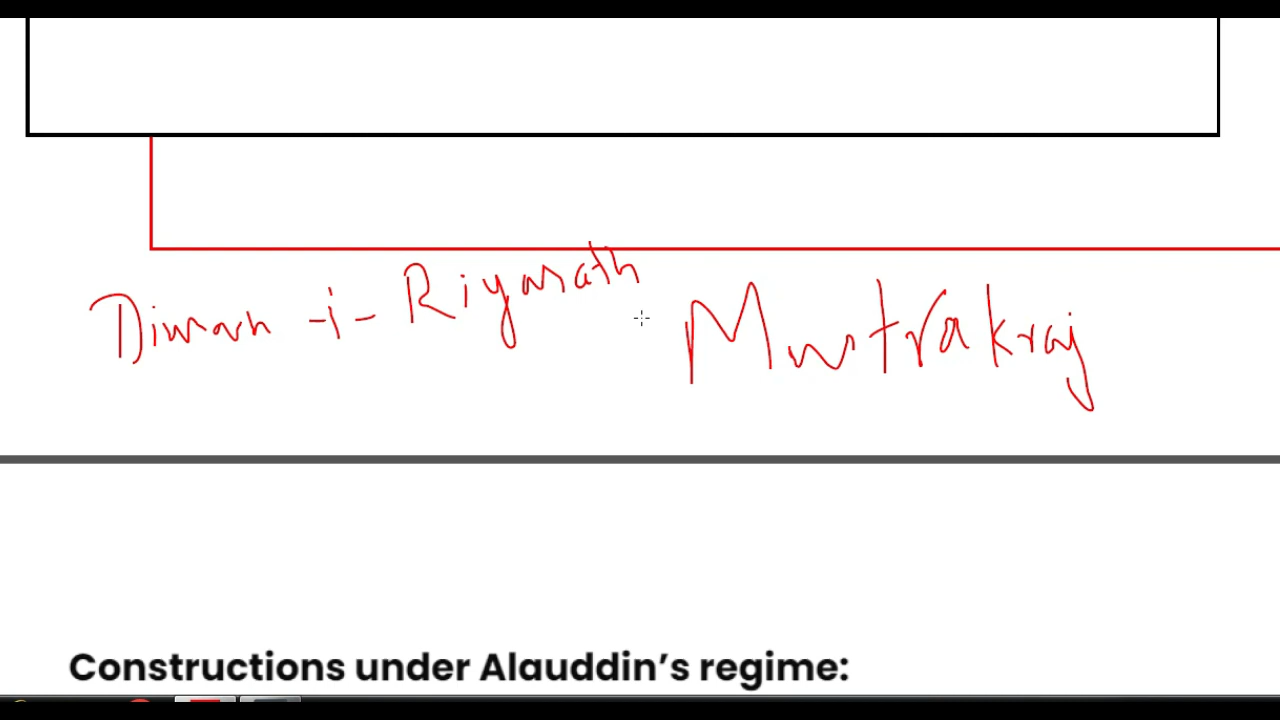 Diwan -i- Riyasath Mustrakraj
Constructions under Alauddin's regime: